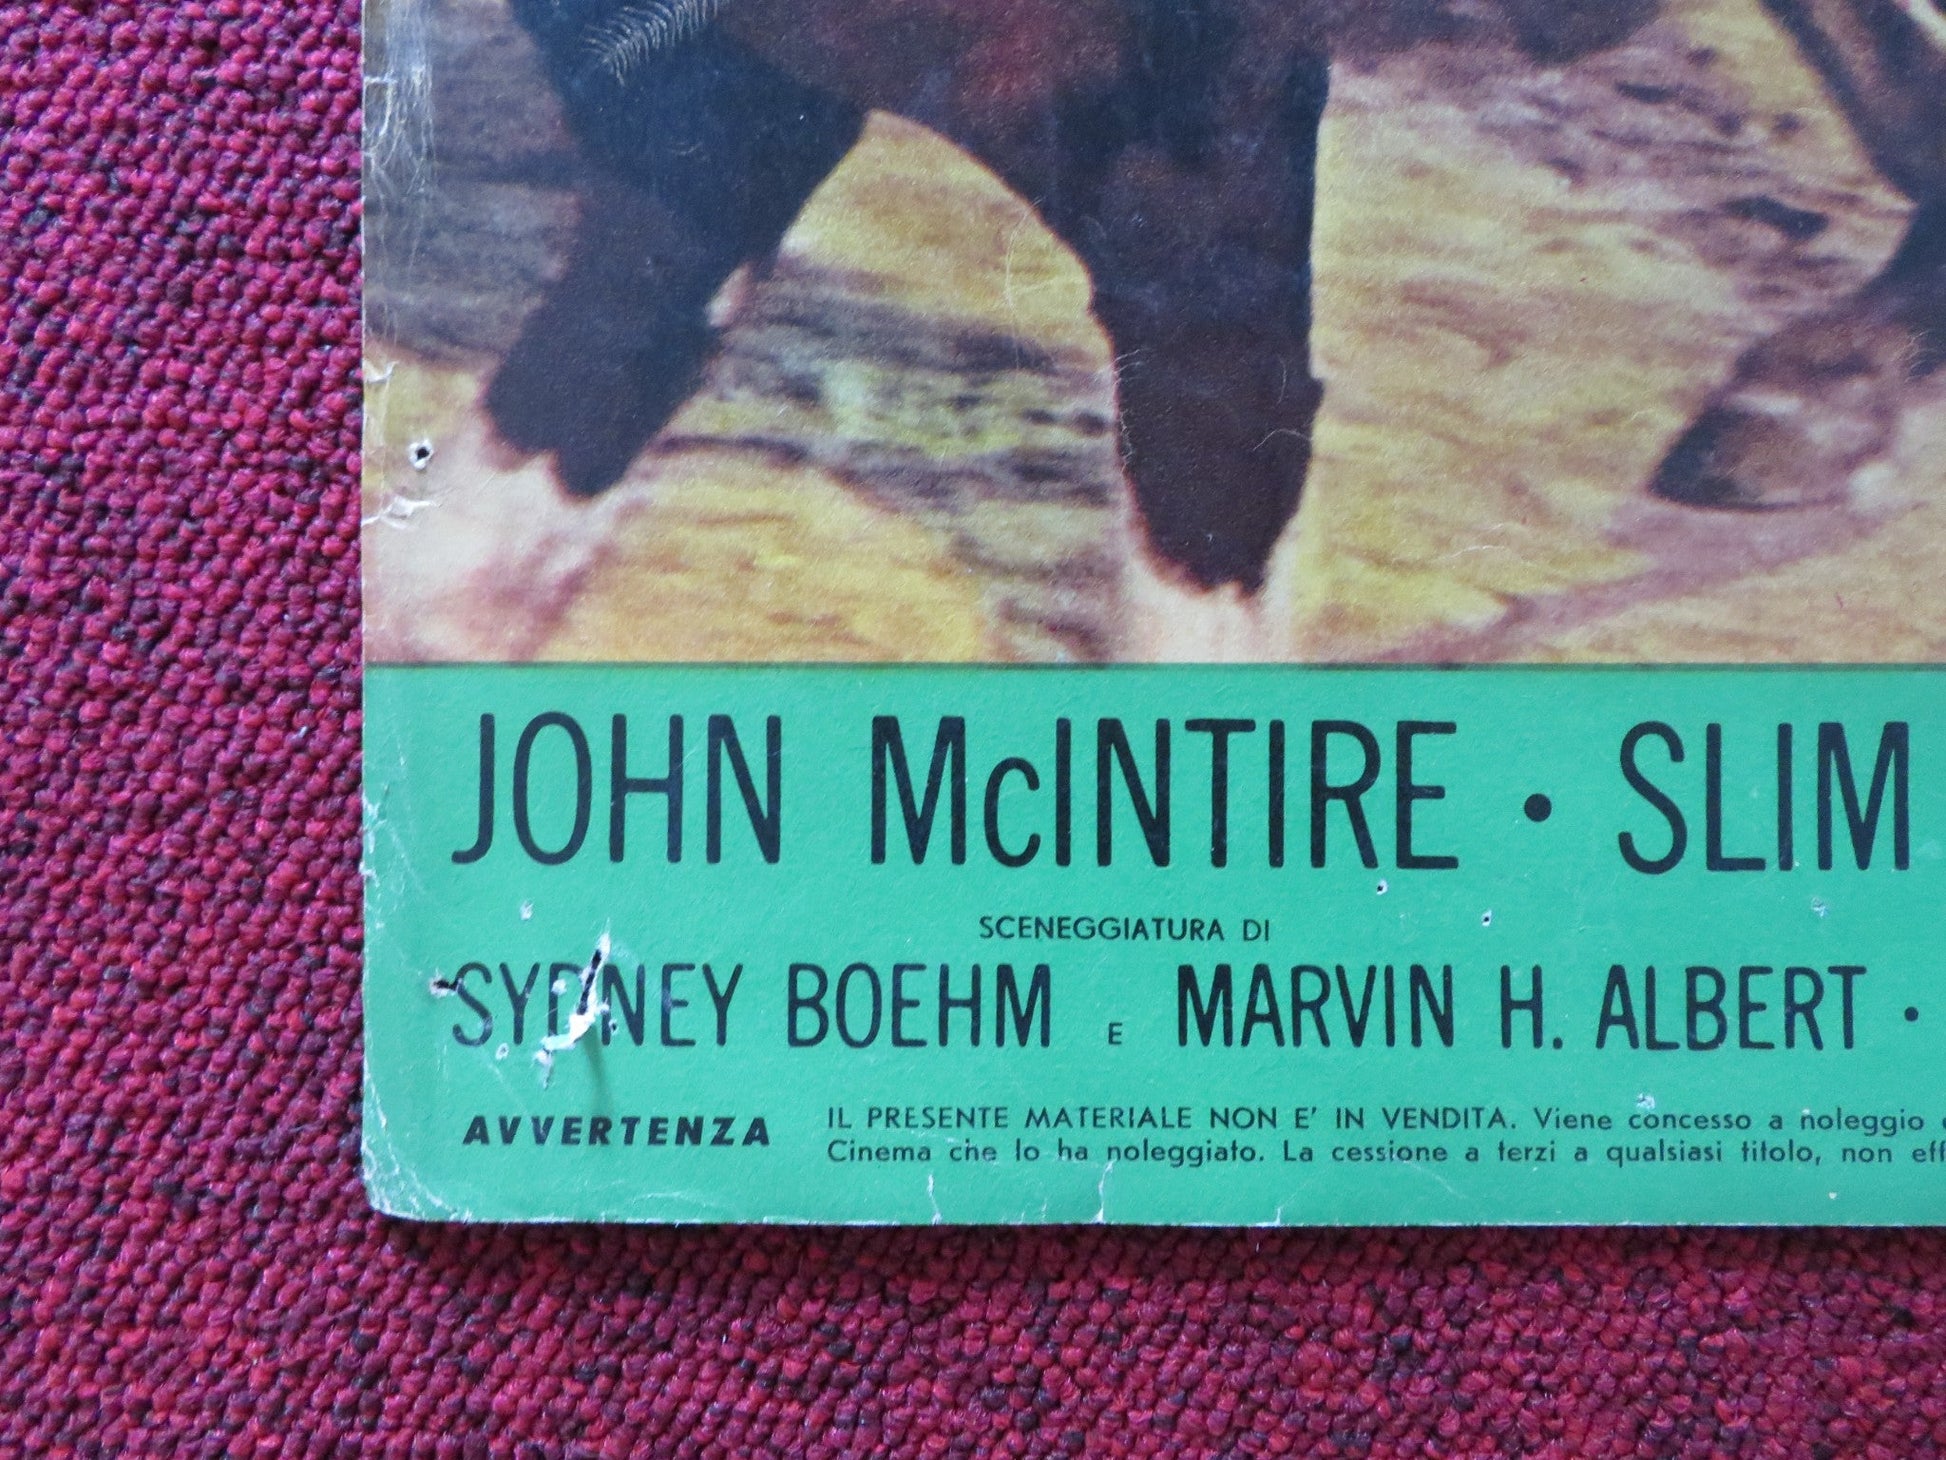 JOHN McINTIRE • SLIM
SCENEGGIATURA DI
SYDNEY BOEHM E MARVIN H. ALBERT •
AVVERTENZA
IL PRESENTE MATERIALE NON E' IN VENDITA. Viene concesso a noleggio
Cinema che lo ha noleggiato. La cessione a terzi a qualsiasi titolo, non